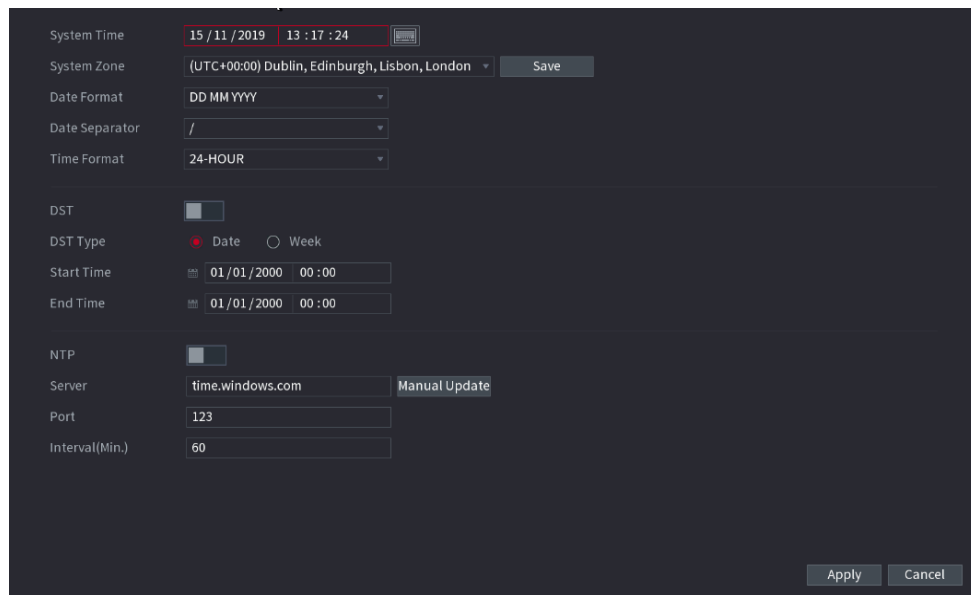 System Time 15 / 11 / 2019 13 : 17 : 24
System Zone (UTC+00:00) Dublin, Edinburgh, Lisbon, London Save
Date Format DD MM YYYY
Date Separator /
Time Format 24-HOUR
DST
DST Type Date Week
Start Time 01/01/2000 00 : 00
End Time 01/01/2000 00 : 00
NTP
Server time.windows.com Manual Update
Port 123
Interval(Min.) 60
Apply Cancel